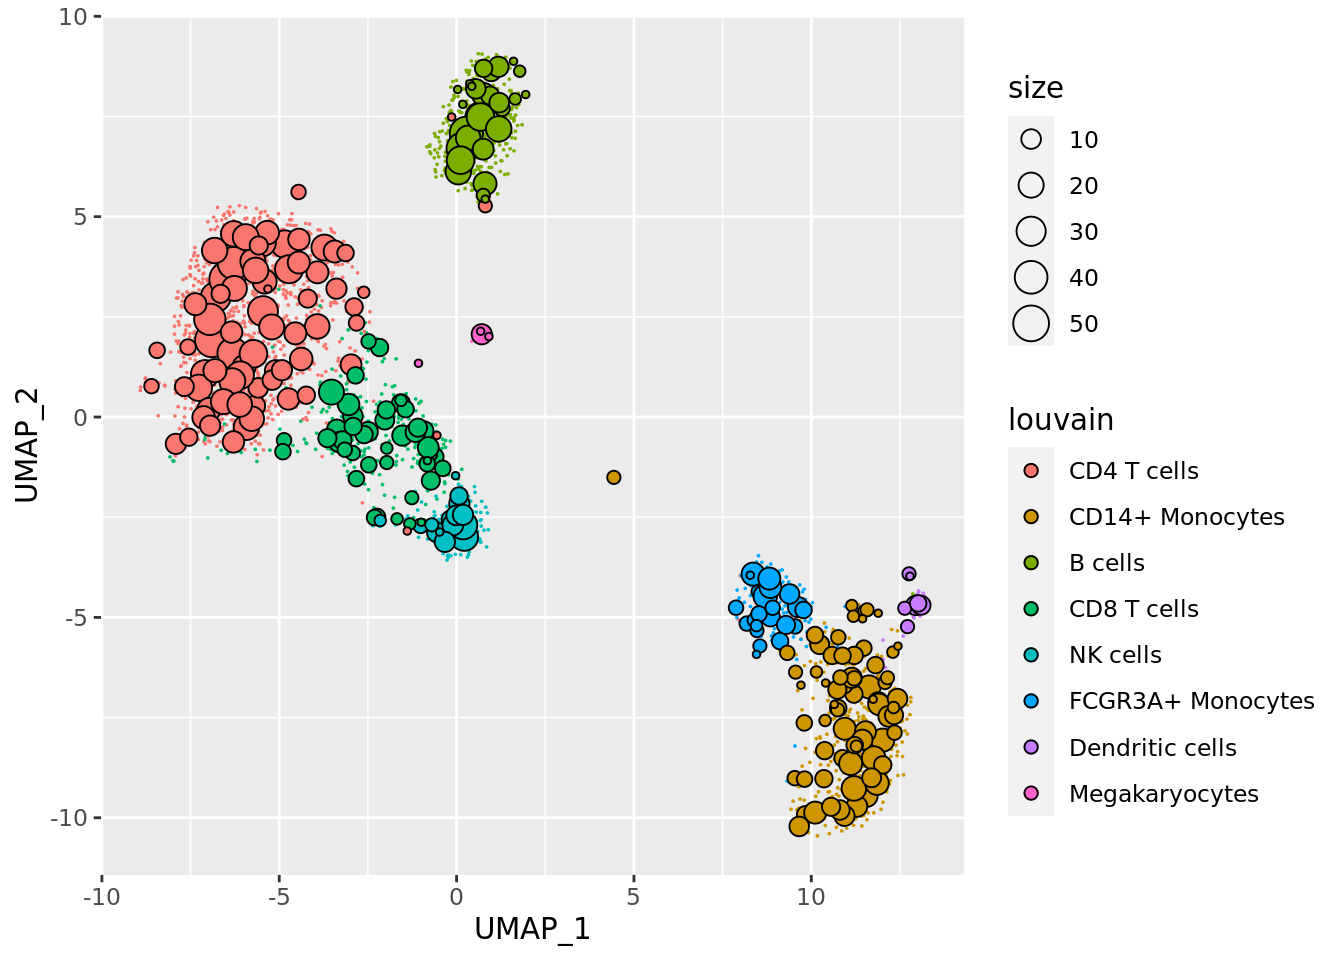 10
5
0
-5
-10
-10
-5
0
5
10
UMAP_1
UMAP_2
size
10
20
30
40
50
louvain
CD4 T cells
CD14+ Monocytes
B cells
CD8 T cells
NK cells
FCGR3A+ Monocytes
Dendritic cells
Megakaryocytes